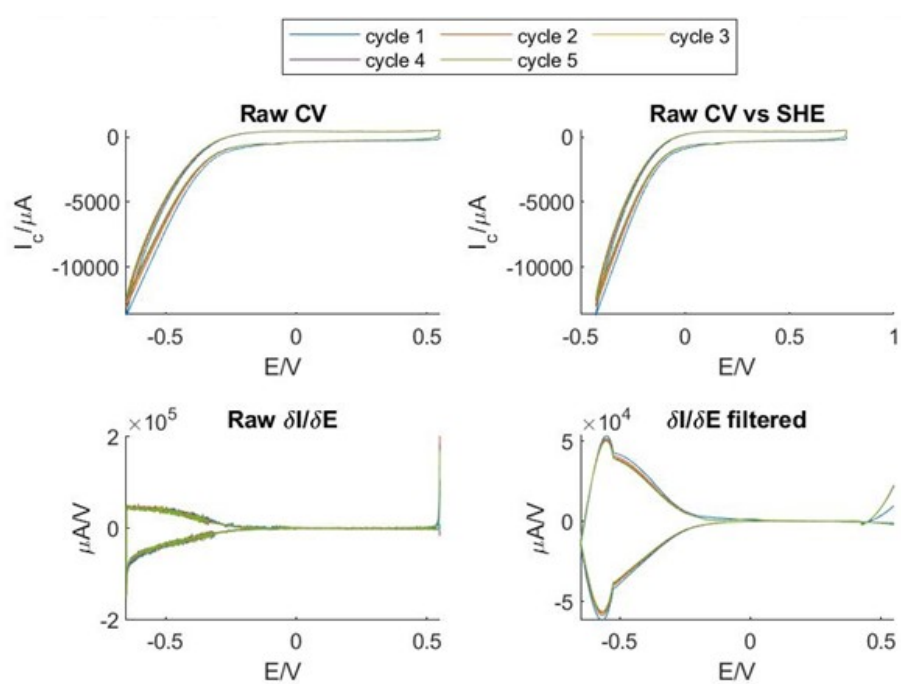 cycle 1 cycle 2 cycle 3
cycle 4 cycle 5
Raw CV
0
-5000
-10000
I_c/μA
-0.5 0 0.5
E/V
Raw CV vs SHE
0
-5000
-10000
I_c/μA
-0.5 0 0.5 1
E/V
Raw δI/δE
×10^5
2
0
-2
μA/V
-0.5 0 0.5
E/V
δI/δE filtered
×10^4
5
0
-5
μA/V
-0.5 0 0.5
E/V